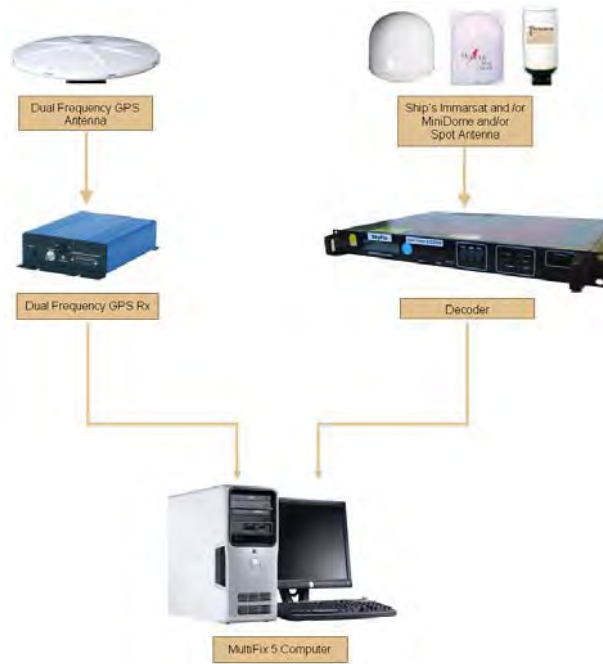 Dual Frequency GPS
Antenna
Ship's Immarsat and /or
MiniDome and/or
Spot Antenna
Dual Frequency GPS Rx
Decoder
MultiFix 5 Computer